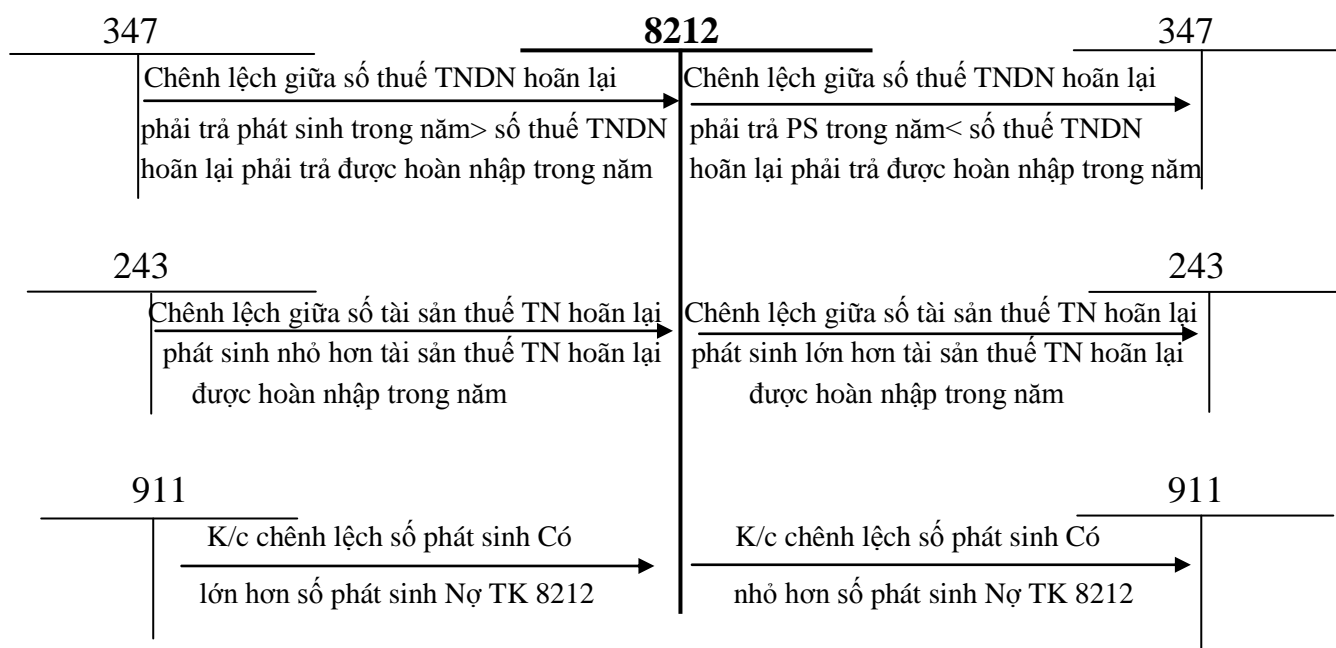 347
8212
347
Chênh lệch giữa số thuế TNDN hoãn lại
phải trả phát sinh trong năm> số thuế TNDN
hoãn lại phải trả được hoàn nhập trong năm
Chênh lệch giữa số thuế TNDN hoãn lại
phải trả PS trong năm< số thuế TNDN
hoãn lại phải trả được hoàn nhập trong năm
243
243
Chênh lệch giữa số tài sản thuế TN hoãn lại
phát sinh nhỏ hơn tài sản thuế TN hoãn lại
được hoàn nhập trong năm
Chênh lệch giữa số tài sản thuế TN hoãn lại
phát sinh lớn hơn tài sản thuế TN hoãn lại
được hoàn nhập trong năm
911
911
K/c chênh lệch số phát sinh Có
lớn hơn số phát sinh Nợ TK 8212
K/c chênh lệch số phát sinh Có
nhỏ hơn số phát sinh Nợ TK 8212